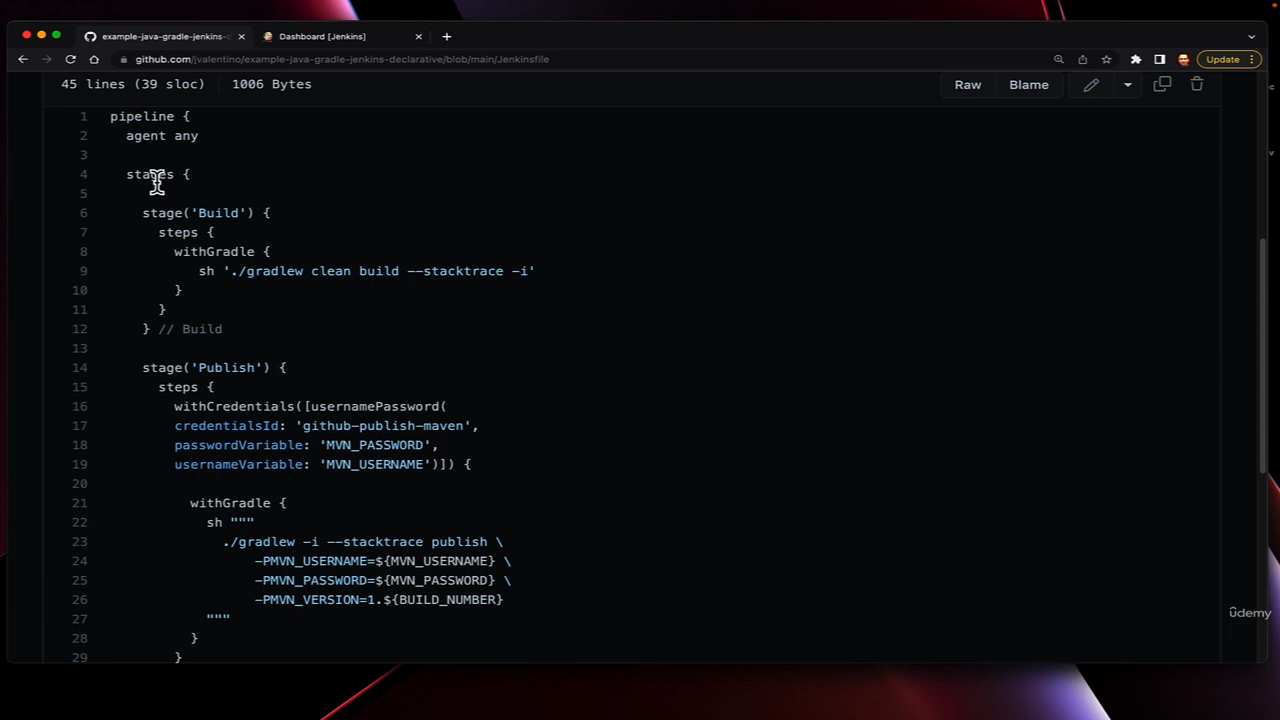 example-java-gradle-jenkins-d
Dashboard [Jenkins]
github.com/jvalentino/example-java-gradle-jenkins-declarative/blob/main/Jenkinsfile
Update
45 lines (39 sloc) 1006 Bytes
Raw
Blame
1 pipeline {
2 agent any
3
4 stages {
5
6 stage('Build') {
7 steps {
8 withGradle {
9 sh './gradlew clean build --stacktrace -i'
10 }
11 }
12 } // Build
13
14 stage('Publish') {
15 steps {
16 withCredentials([usernamePassword(
17 credentialsId: 'github-publish-maven',
18 passwordVariable: 'MVN_PASSWORD',
19 usernameVariable: 'MVN_USERNAME')]) {
20
21 withGradle {
22 sh """
23 ./gradlew -i --stacktrace publish \
24 -PMVN_USERNAME=${MVN_USERNAME} \
25 -PMVN_PASSWORD=${MVN_PASSWORD} \
26 -PMVN_VERSION=1.${BUILD_NUMBER}
27 """
28 }
29 }
ûdemy